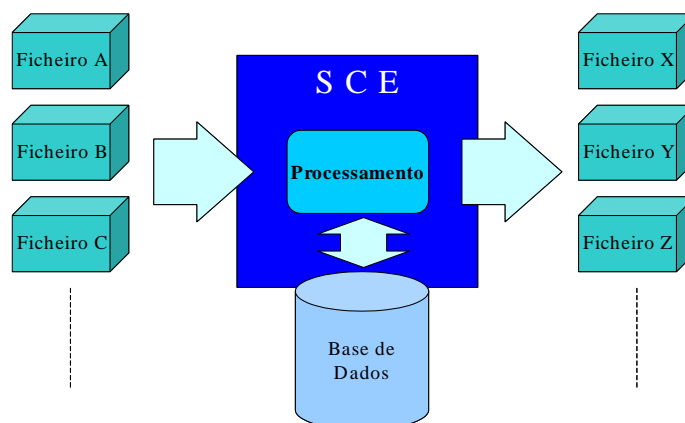 Ficheiro A
Ficheiro B
Ficheiro C
S C E
Processamento
Base de
Dados
Ficheiro X
Ficheiro Y
Ficheiro Z